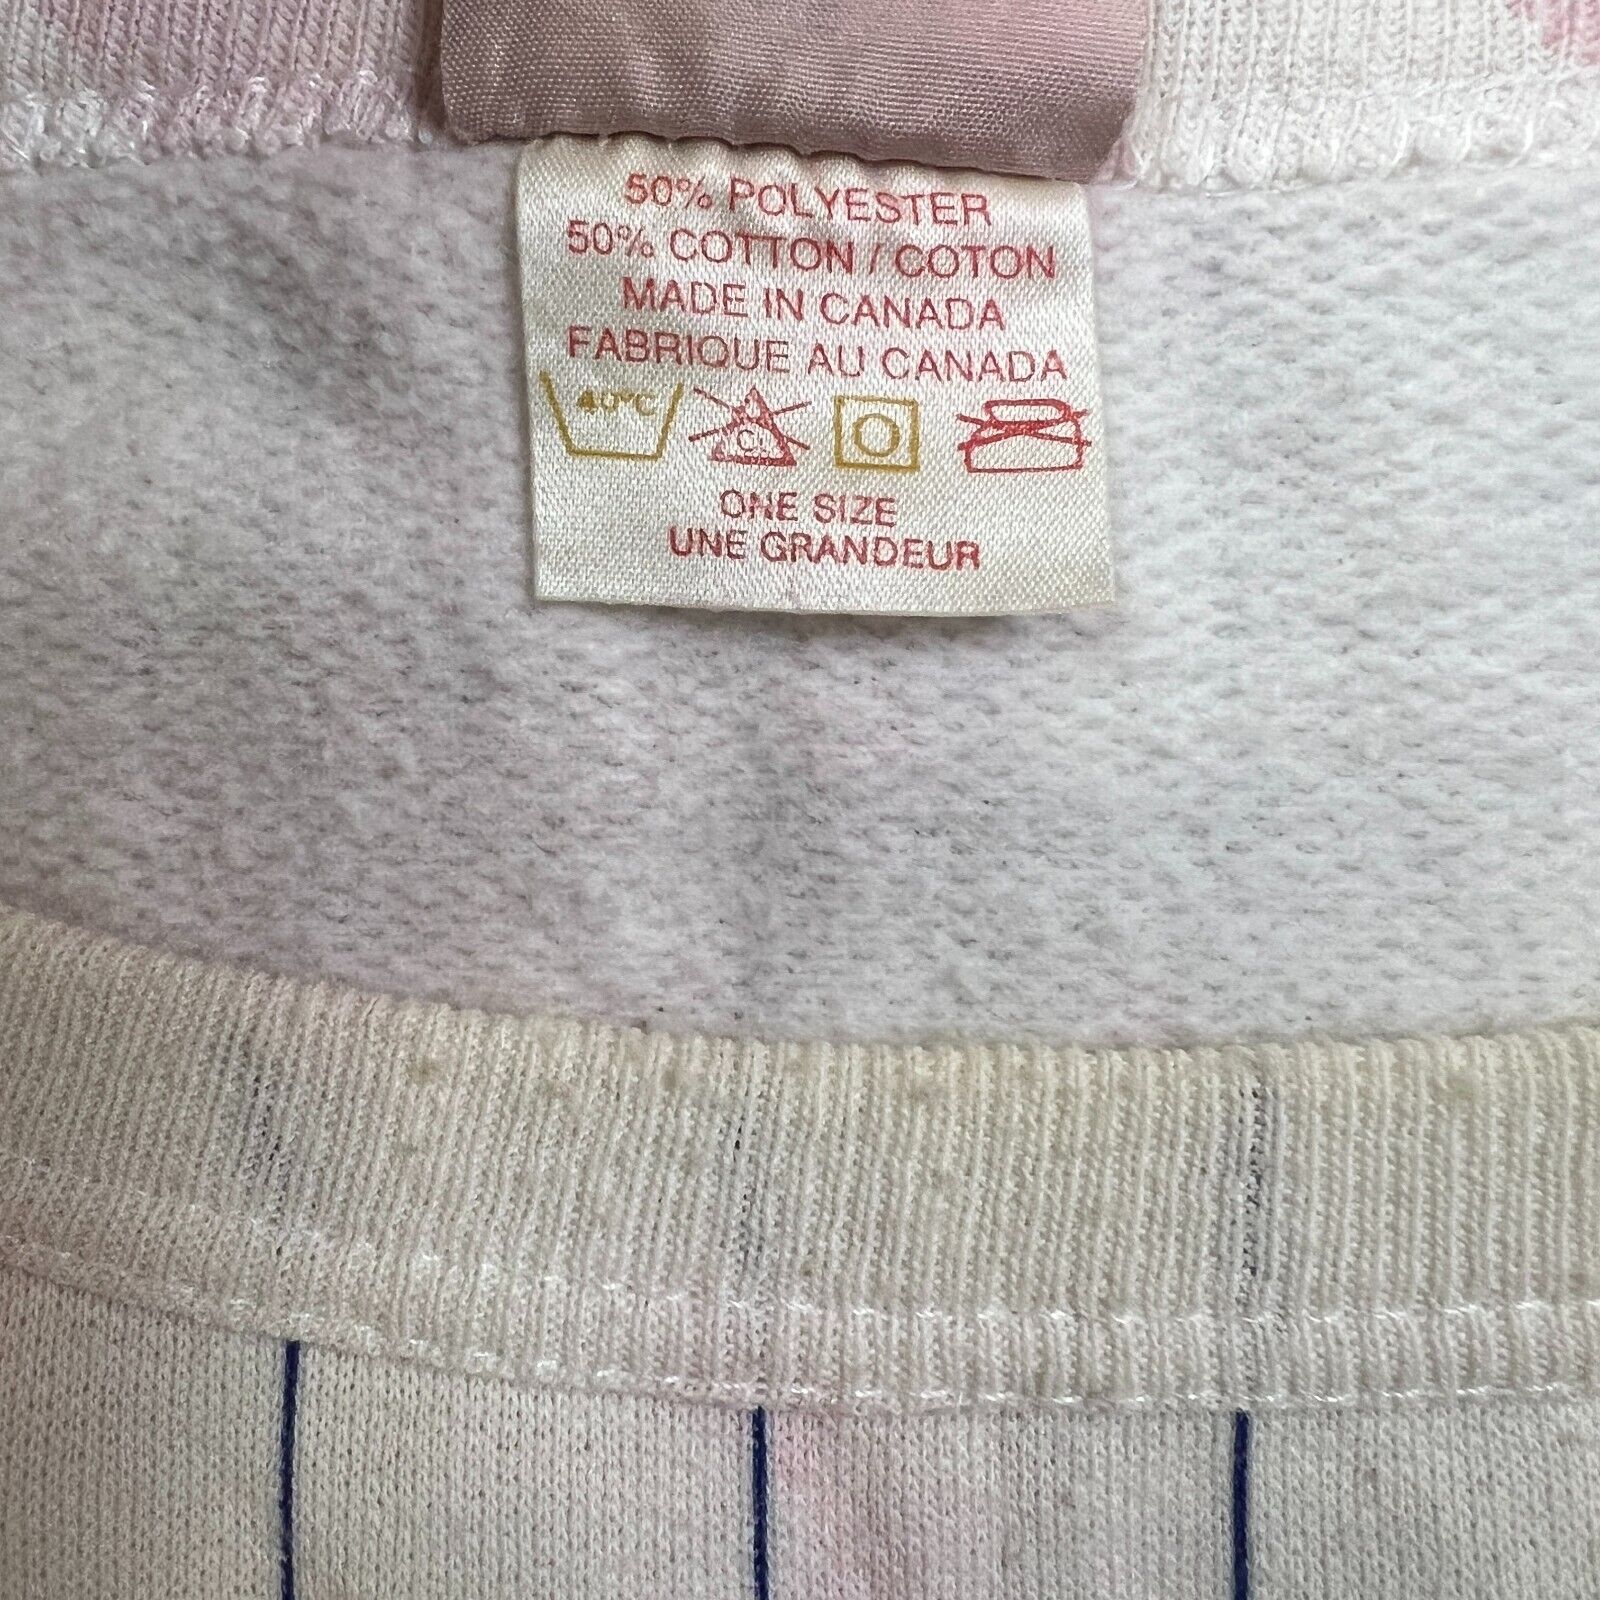 50% POLYESTER
50% COTTON / COTON
MADE IN CANADA
FABRIQUE AU CANADA
40°C CL
ONE SIZE
UNE GRANDEUR